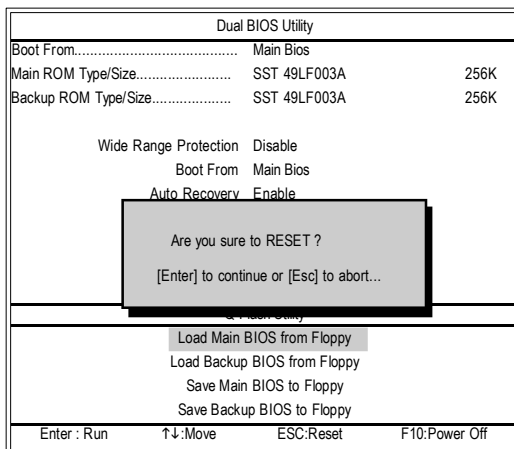 Dual BIOS Utility
Boot From........................................ Main Bios
Main ROM Type/Size....................... SST 49LF003A 256K
Backup ROM Type/Size.................... SST 49LF003A 256K
Wide Range Protection Disable
Boot From Main Bios
Auto Recovery Enable
Are you sure to RESET ?
[Enter] to continue or [Esc] to abort...
Utility
Load Main BIOS from Floppy
Load Backup BIOS from Floppy
Save Main BIOS to Floppy
Save Backup BIOS to Floppy
Enter : Run ↑↓:Move ESC:Reset F10:Power Off